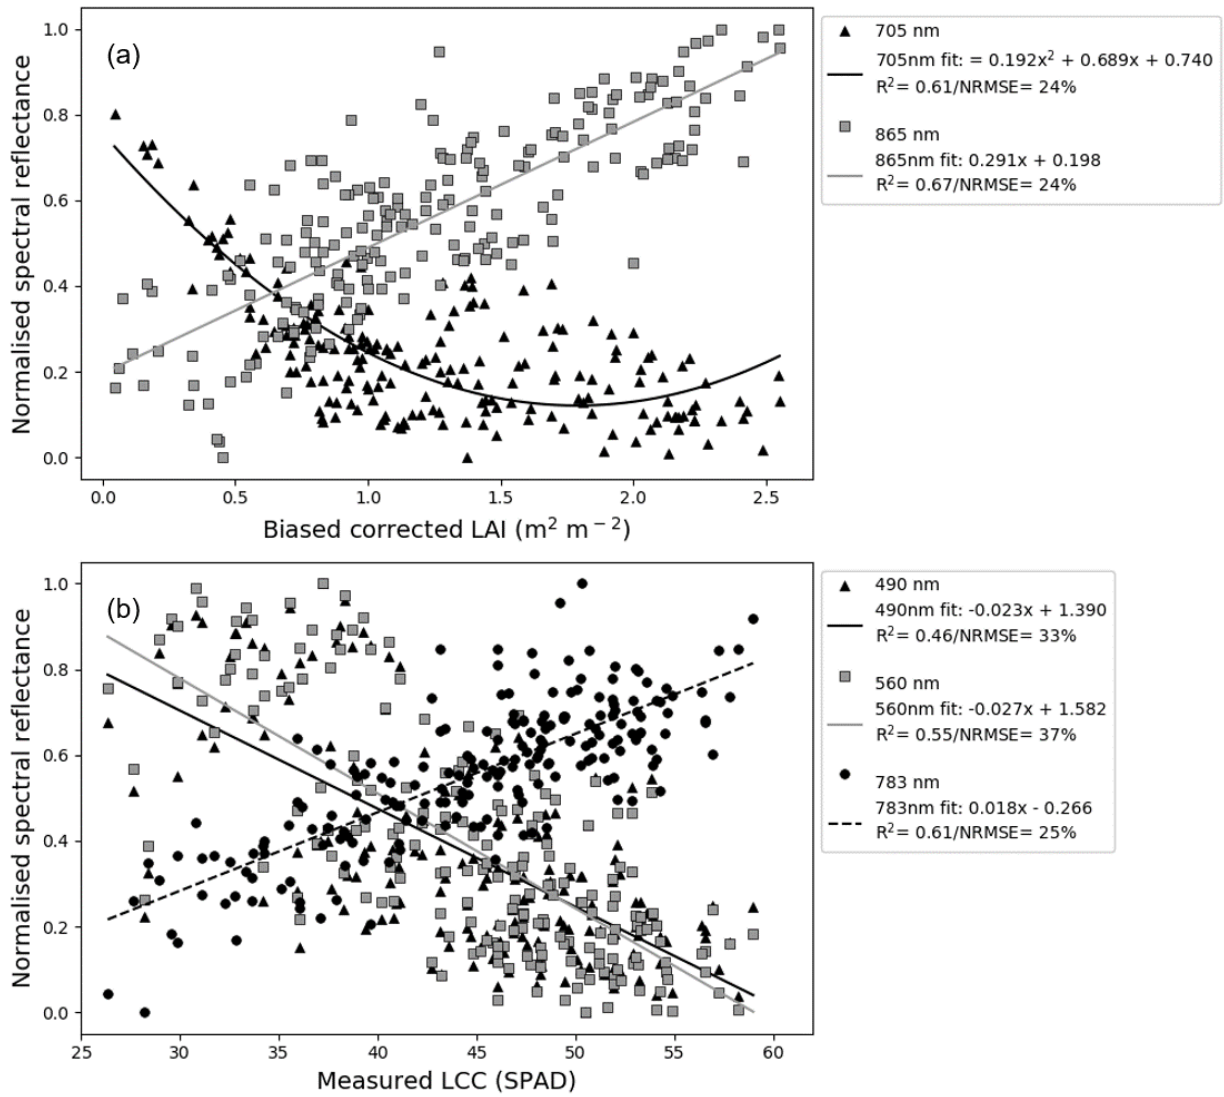 (a)
1.0
0.8
0.6
0.4
0.2
0.0
Normalised spectral reflectance
0.0 0.5 1.0 1.5 2.0 2.5
Biased corrected LAI (m² m⁻²)
705 nm
705nm fit: = 0.192x² + 0.689x + 0.740
R²= 0.61/NRMSE= 24%
865 nm
865nm fit: 0.291x + 0.198
R²= 0.67/NRMSE= 24%
(b)
1.0
0.8
0.6
0.4
0.2
0.0
Normalised spectral reflectance
25 30 35 40 45 50 55 60
Measured LCC (SPAD)
490 nm
490nm fit: -0.023x + 1.390
R²= 0.46/NRMSE= 33%
560 nm
560nm fit: -0.027x + 1.582
R²= 0.55/NRMSE= 37%
783 nm
783nm fit: 0.018x - 0.266
R²= 0.61/NRMSE= 25%